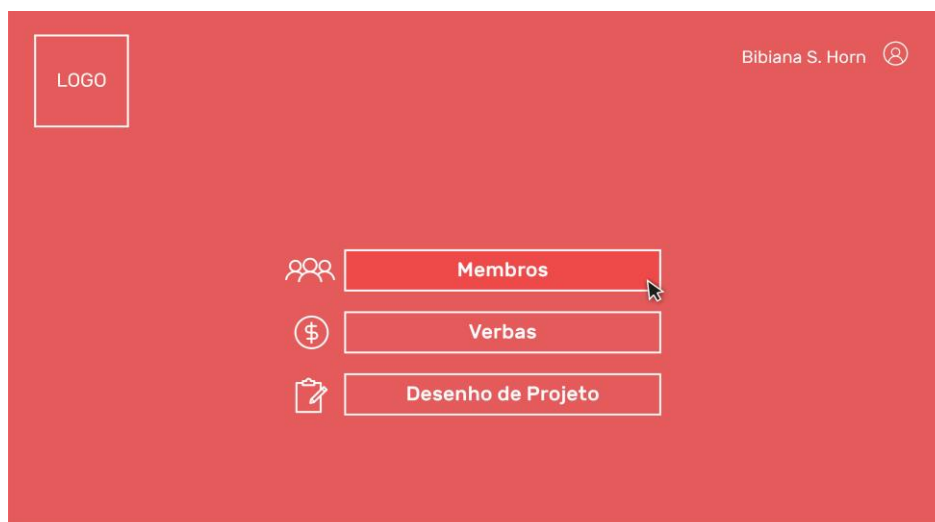 LOGO
Bibiana S. Horn
Membros
$
Verbas
Desenho de Projeto